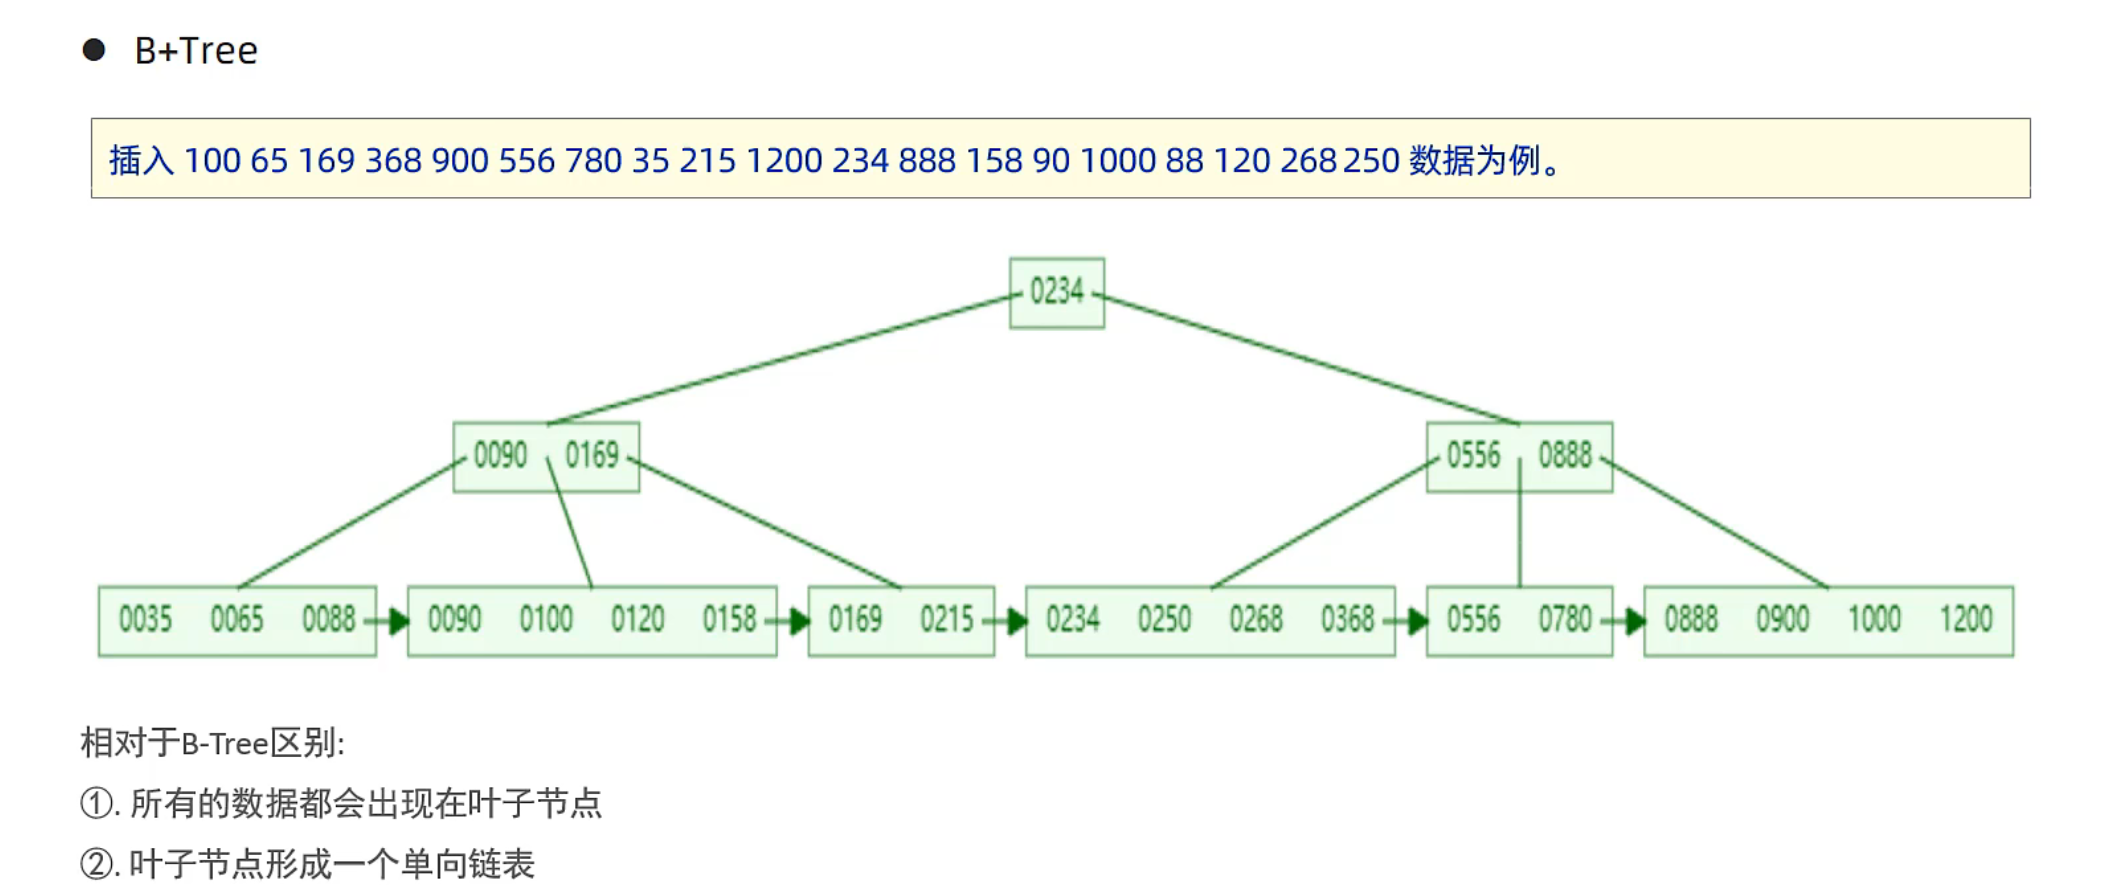 ● B+Tree
插入 100 65 169 368 900 556 780 35 215 1200 234 888 158 90 1000 88 120 268 250 数据为例。
0234
0090 0169 0556 0888
0035 0065 0088 0090 0100 0120 0158 0169 0215 0234 0250 0268 0368 0556 0780 0888 0900 1000 1200
相对于B-Tree区别:
①. 所有的数据都会出现在叶子节点
②. 叶子节点形成一个单向链表